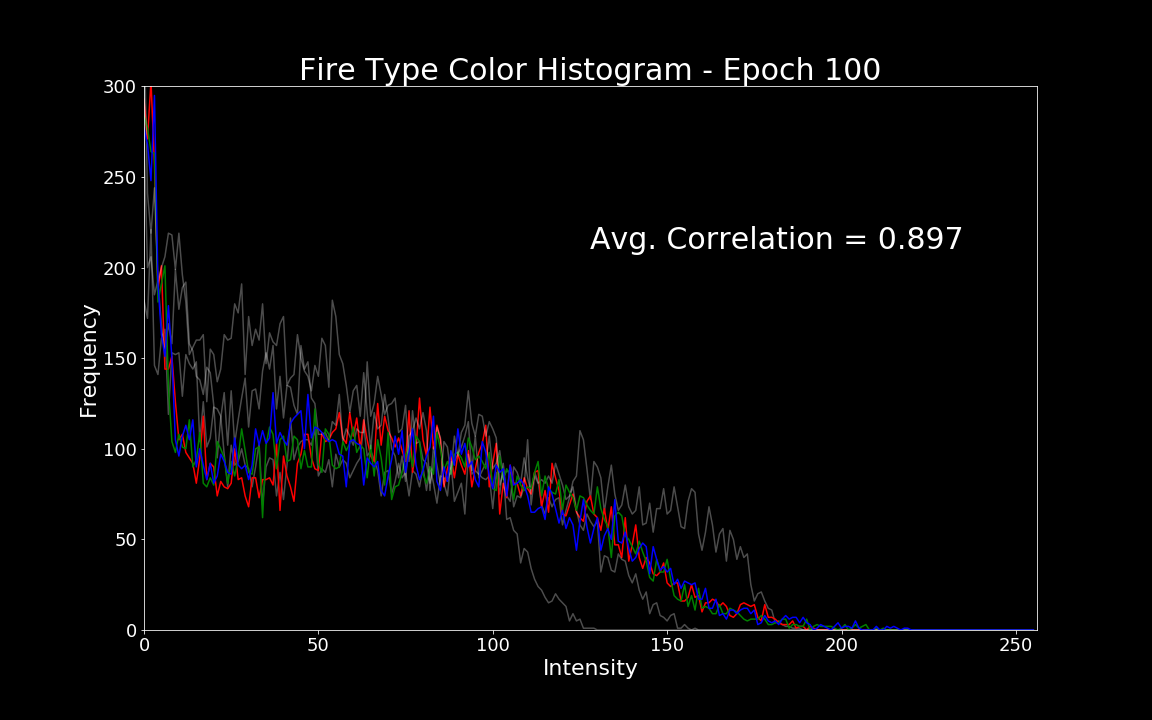 Fire Type Color Histogram - Epoch 100
300
250
200
150
100
50
0
Frequency
Avg. Correlation = 0.897
0 50 100 150 200 250
Intensity